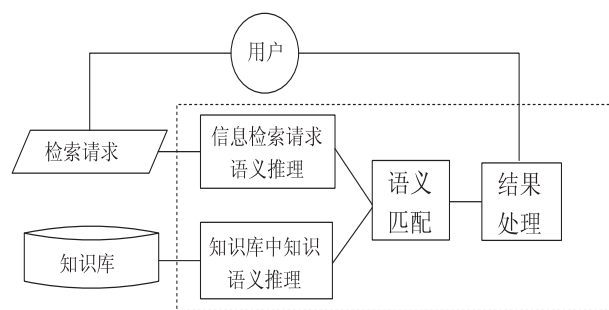 用户
检索请求
信息检索请求
语义推理
语义
匹配
结果
处理
知识库
知识库中知识
语义推理